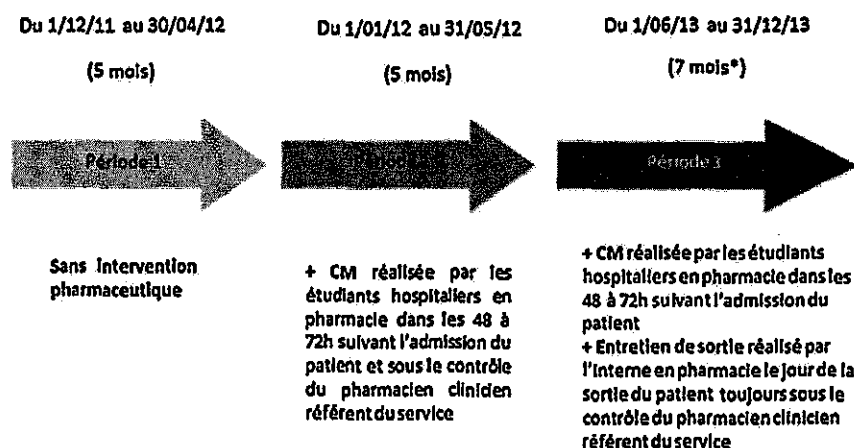 Du 1/12/11 au 30/04/12
(5 mois)
Période 1
Sans intervention
pharmaceutique
Du 1/01/12 au 31/05/12
(5 mois)
+ CM réalisée par les
étudiants hospitaliers en
pharmacie dans les 48 à
72h suivant l'admission du
patient et sous le contrôle
du pharmacien clinicien
référent du service
Du 1/06/13 au 31/12/13
(7 mois*)
Période 3
+ CM réalisée par les étudiants
hospitaliers en pharmacie dans les
48 à 72h suivant l'admission du
patient
+ Entretien de sortie réalisé par
l'interne en pharmacie le jour de la
sortie du patient toujours sous le
contrôle du pharmacien clinicien
référent du service